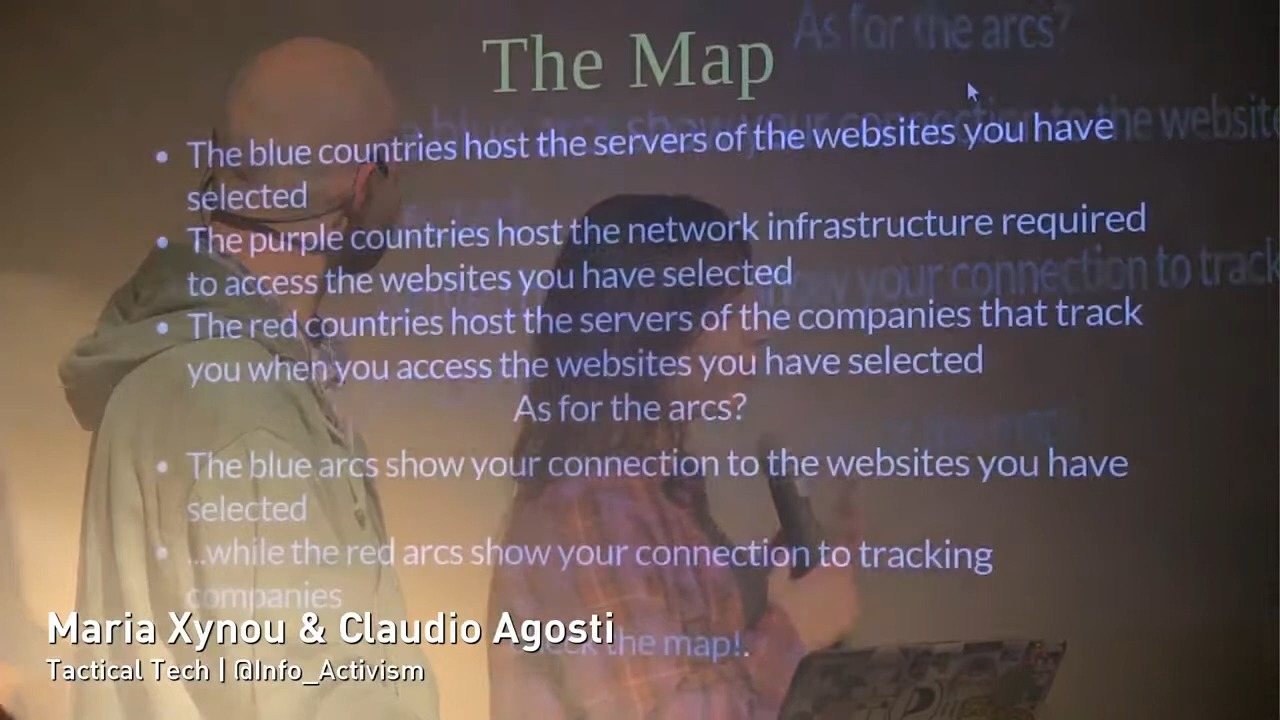 The Map
As for the arcs?
• The blue countries host the servers of the websites you have
selected
• The purple countries host the network infrastructure required
to access the websites you have selected
• The red countries host the servers of the companies that track
you when you access the websites you have selected
As for the arcs?
• The blue arcs show your connection to the websites you have
selected
• ...while the red arcs show your connection to tracking
companies
the map!.
Maria Xynou & Claudio Agosti
Tactical Tech | @Info_Activism